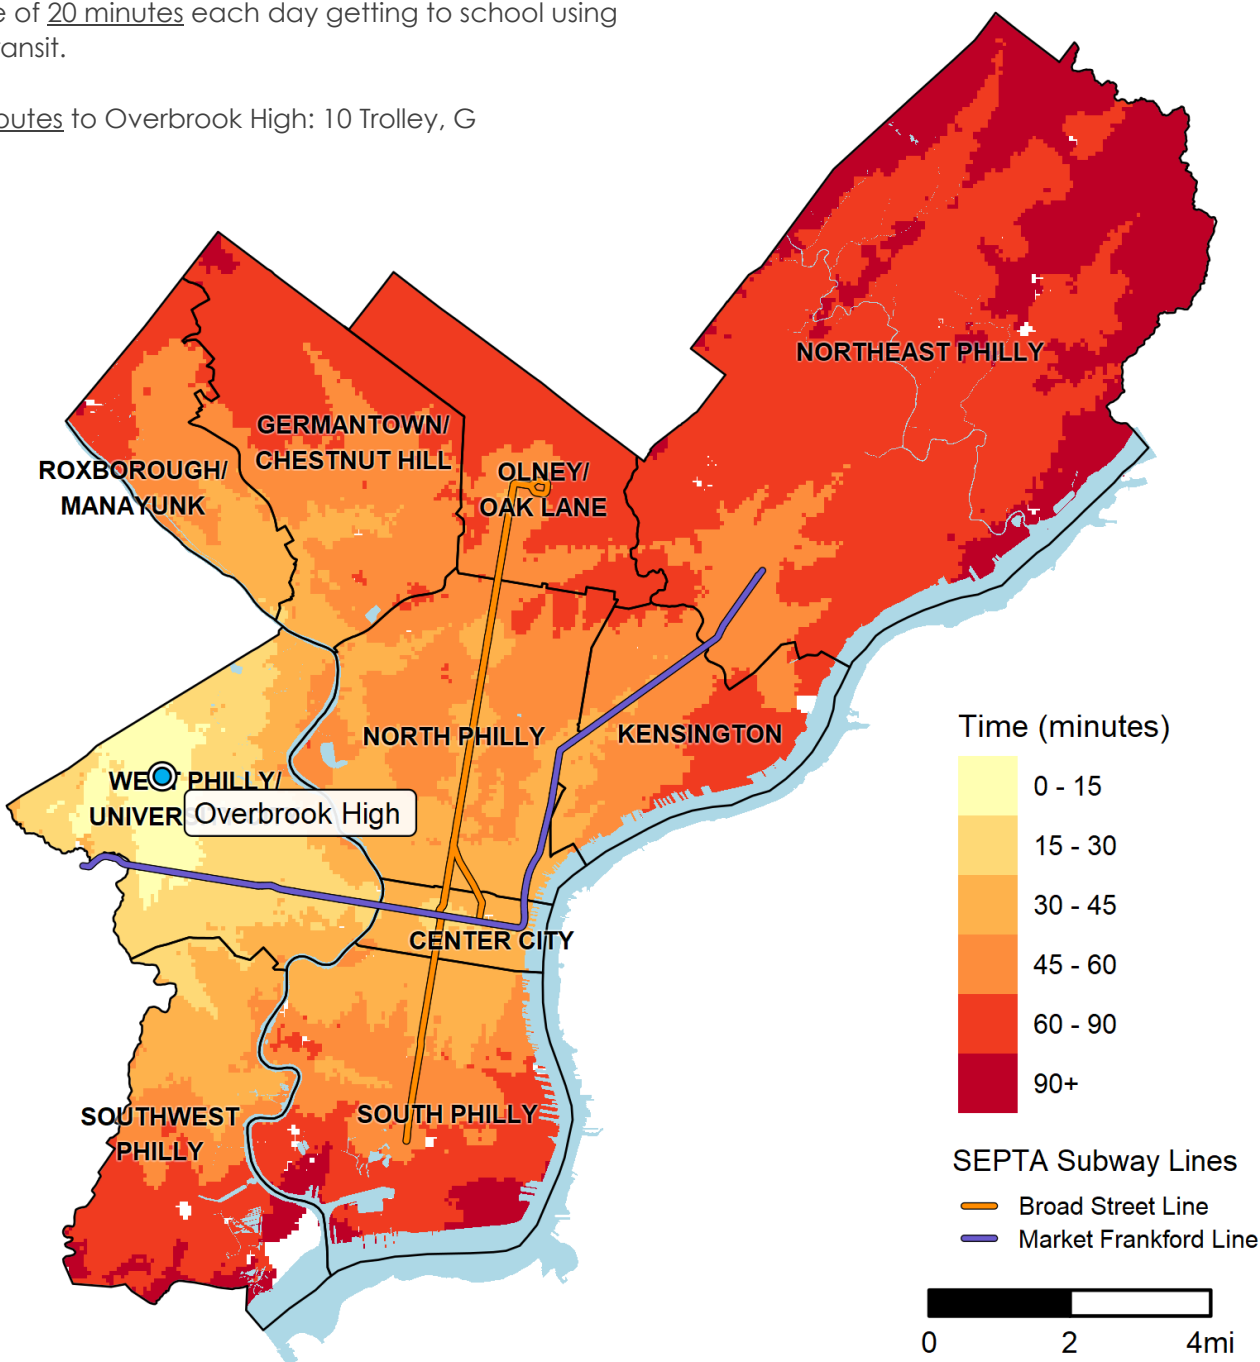 e of 20 minutes each day getting to school using
ansit.
outes to Overbrook High: 10 Trolley, G
NORTHEAST PHILLY
GERMANTOWN/
CHESTNUT HILL
ROXBOROUGH/
MANAYUNK
OLNEY/
OAK LANE
NORTH PHILLY
KENSINGTON
WE T PHILLY/
UNIVER
Overbrook High
CENTER CITY
SOUTHWEST
PHILLY
SOUTH PHILLY
Time (minutes)
0 - 15
15 - 30
30 - 45
45 - 60
60 - 90
90+
SEPTA Subway Lines
Broad Street Line
Market Frankford Line
0 2 4mi